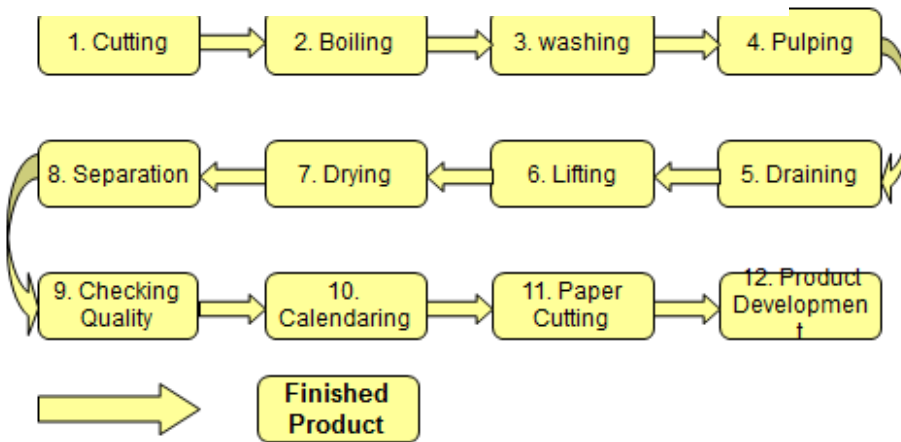 1. Cutting
2. Boiling
3. washing
4. Pulping
8. Separation
7. Drying
6. Lifting
5. Draining
9. Checking
Quality
10.
Calendaring
11. Paper
Cutting
12. Product
Developmen
t
Finished
Product